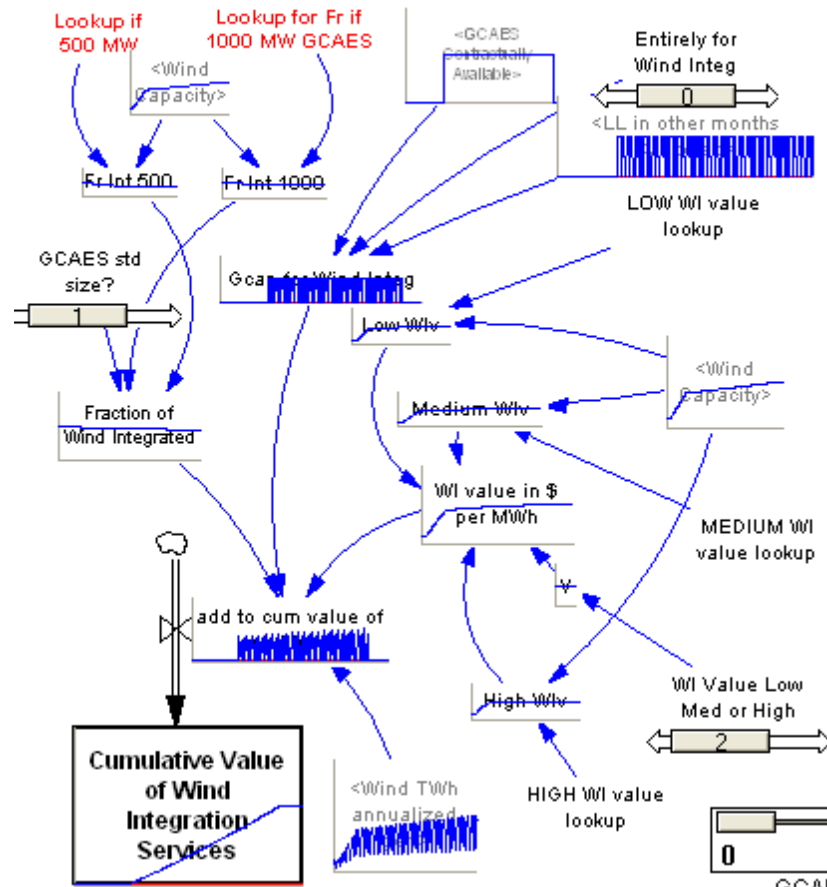 Lookup if
500 MW
Lookup for Fr if
1000 MW GCAES
<Wind
Capacity>
<GCAES
Contractually
Available>
Entirely for
Wind Integ
0
<LL in other months
Fr Int 500
Fr Int 1000
LOW WI value
lookup
GCAES std
size?
1
Gcae for Wind Integ
Low WIv
<Wind
Capacity>
Fraction of
Wind Integrated
Medium WIv
WI value in $
per MWh
MEDIUM WI
value lookup
V
add to cum value of
High WIv
WI Value Low
Med or High
2
Cumulative Value
of Wind
Integration
Services
<Wind TWh
annualized
HIGH WI value
lookup
0